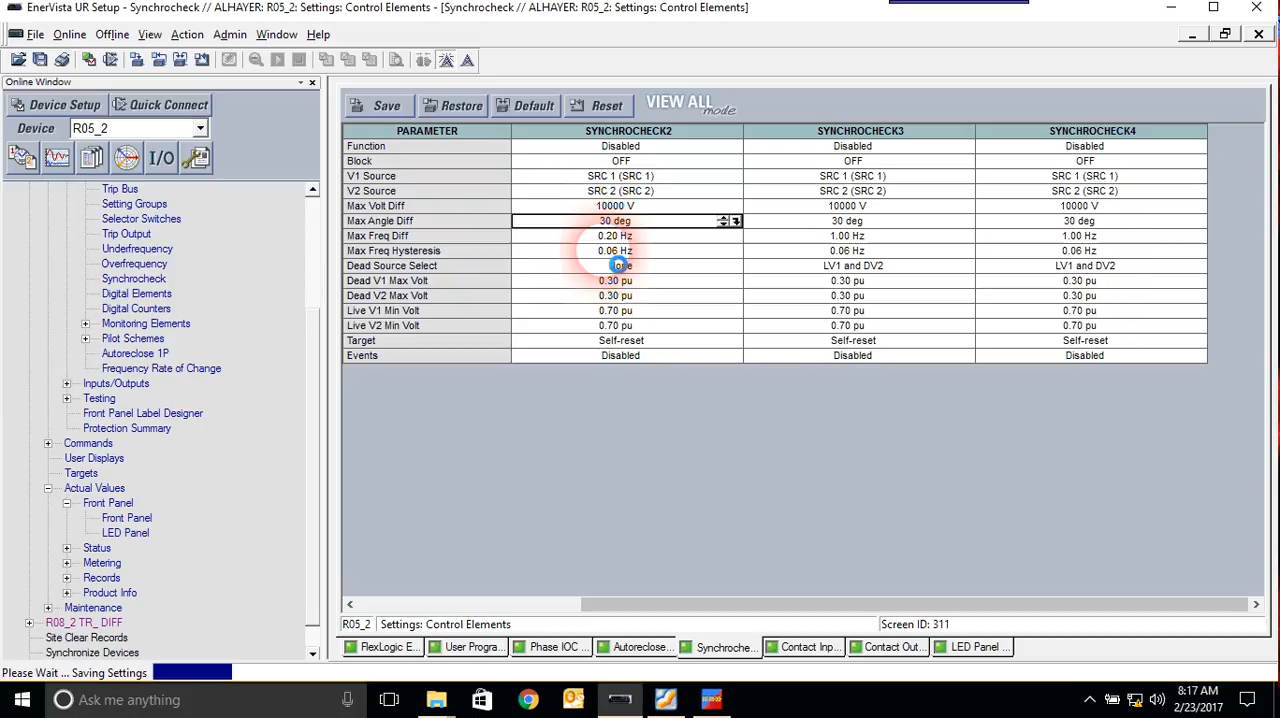 EnerVista UR Setup - Synchrocheck // ALHAYER: R05_2: Settings: Control Elements - [Synchrocheck // ALHAYER: R05_2: Settings: Control Elements]
File Online Offline View Action Admin Window Help
Online Window
Device Setup Quick Connect
Device R05_2
I/O
Trip Bus
Setting Groups
Selector Switches
Trip Output
Underfrequency
Overfrequency
Synchrocheck
Digital Elements
Digital Counters
Monitoring Elements
Pilot Schemes
Autoreclose 1P
Frequency Rate of Change
Inputs/Outputs
Testing
Front Panel Label Designer
Protection Summary
Commands
User Displays
Targets
Actual Values
Front Panel
Front Panel
LED Panel
Status
Metering
Records
Product Info
Maintenance
R08_2 TR_ DIFF
Site Clear Records
Synchronize Devices
Save Restore Default Reset VIEW ALL mode
PARAMETER SYNCHROCHECK2 SYNCHROCHECK3 SYNCHROCHECK4
Function Disabled Disabled Disabled
Block OFF OFF OFF
V1 Source SRC 1 (SRC 1) SRC 1 (SRC 1) SRC 1 (SRC 1)
V2 Source SRC 2 (SRC 2) SRC 2 (SRC 2) SRC 2 (SRC 2)
Max Volt Diff 10000 V 10000 V 10000 V
Max Angle Diff 30 deg 30 deg 30 deg
Max Freq Diff 0.20 Hz 1.00 Hz 1.00 Hz
Max Freq Hysteresis 0.06 Hz 0.06 Hz 0.06 Hz
Dead Source Select LV1 and DV2 LV1 and DV2
Dead V1 Max Volt 0.30 pu 0.30 pu 0.30 pu
Dead V2 Max Volt 0.30 pu 0.30 pu 0.30 pu
Live V1 Min Volt 0.70 pu 0.70 pu 0.70 pu
Live V2 Min Volt 0.70 pu 0.70 pu 0.70 pu
Target Self-reset Self-reset Self-reset
Events Disabled Disabled Disabled
R05_2 Settings: Control Elements Screen ID: 311
FlexLogic E... User Progra... Phase IOC ... Autoreclose... Synchroche... Contact Inp... Contact Out... LED Panel ...
Please Wait ... Saving Settings
Ask me anything
8:17 AM
2/23/2017